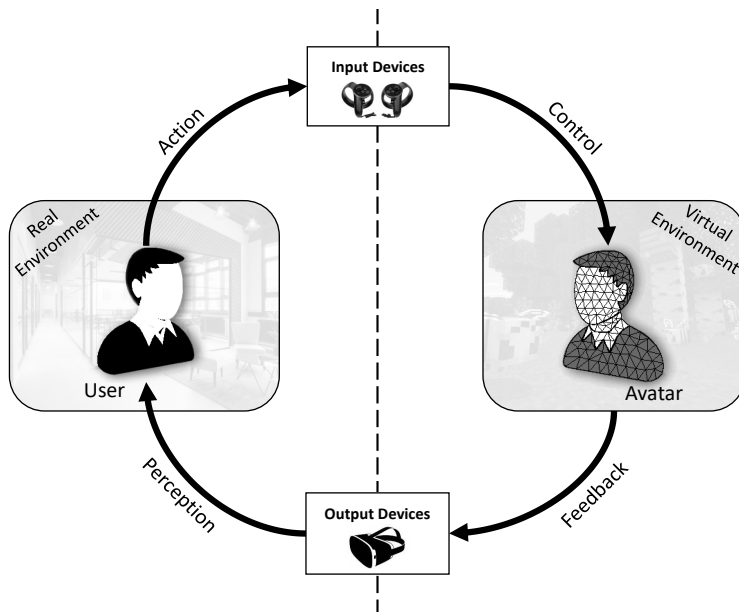 Input Devices
Action
Control
Real
Environment
Virtual
Environment
User
Avatar
Perception
Feedback
Output Devices